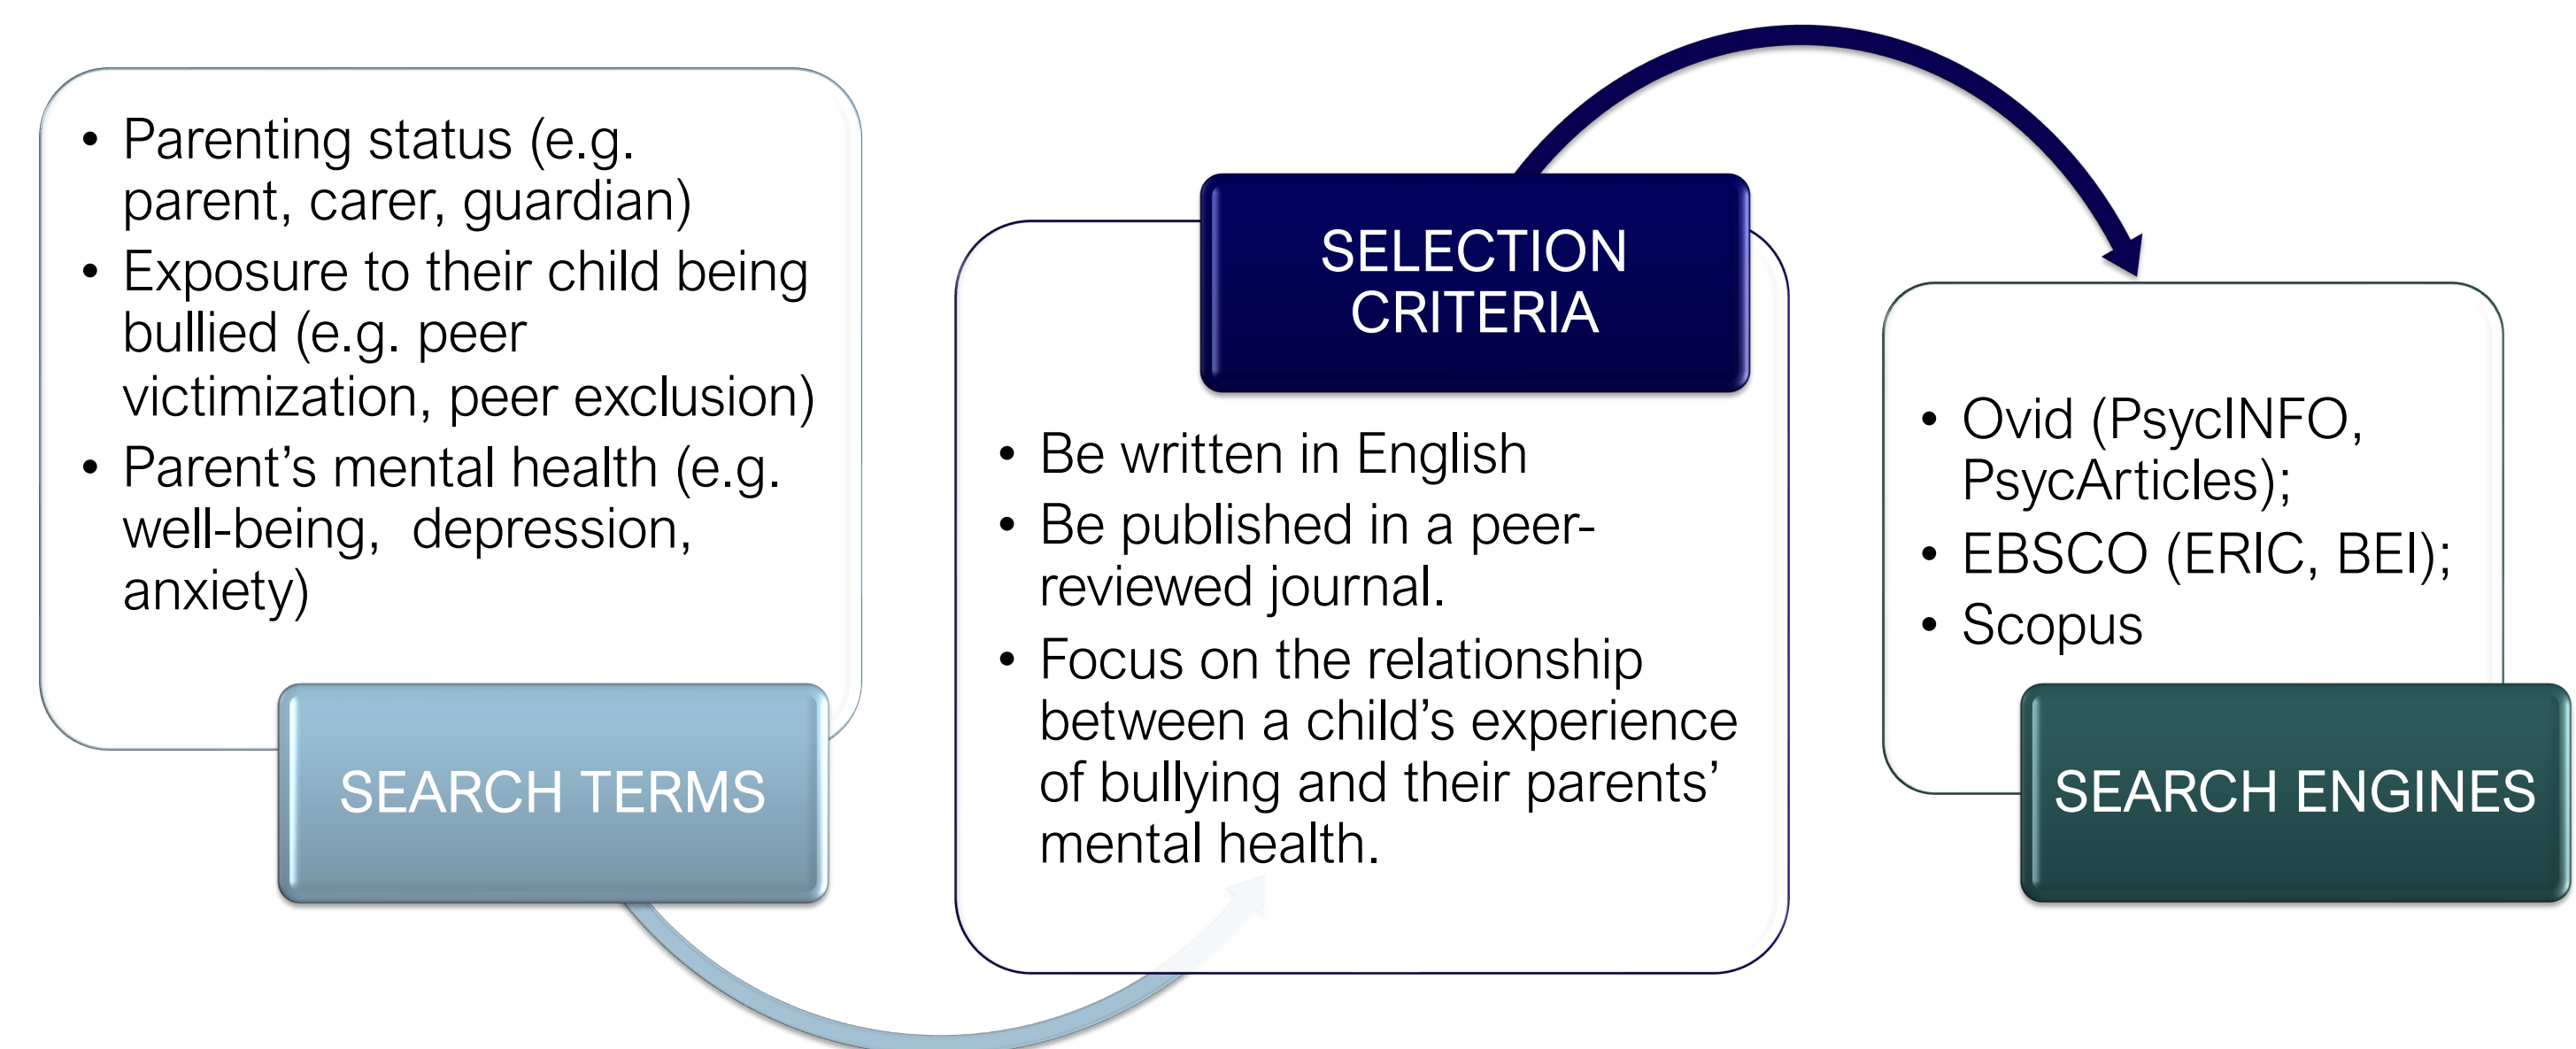 • Parenting status (e.g.
parent, carer, guardian)
• Exposure to their child being
bullied (e.g. peer
victimization, peer exclusion)
• Parent’s mental health (e.g.
well-being,  depression,
anxiety)
SEARCH TERMS
SELECTION
CRITERIA
• Be written in English
• Be published in a peer-
reviewed journal.
• Focus on the relationship
between a child’s experience
of bullying and their parents’
mental health.
• Ovid (PsycINFO,
PsycArticles);
• EBSCO (ERIC, BEI);
• Scopus
SEARCH ENGINES